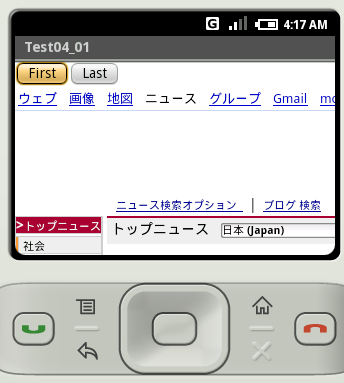 G 4:17 AM
Test04_01
First Last
ウェブ 画像 地図 ニュース グループ Gmail
ニュース検索オプション | ブログ 検索
>トップニュース トップニュース 日本 (Japan)
社会